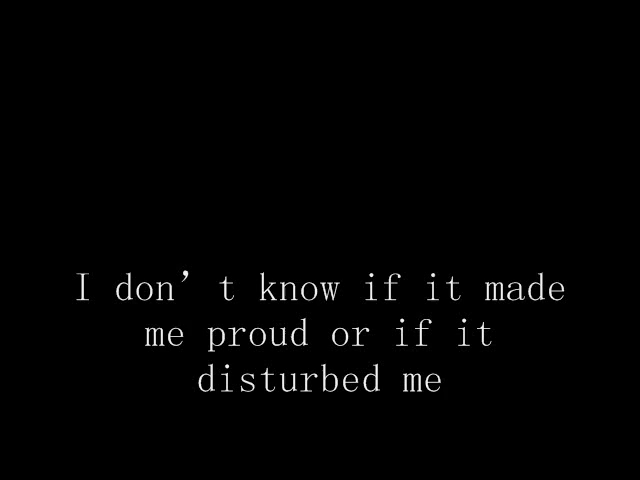 I don’t know if it made
me proud or if it
disturbed me